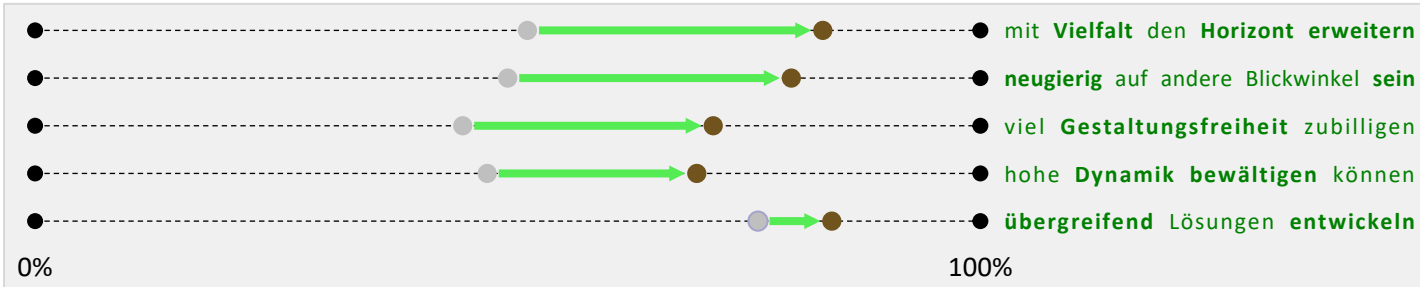 mit Vielfalt den Horizont erweitern
neugierig auf andere Blickwinkel sein
viel Gestaltungsfreiheit zubilligen
hohe Dynamik bewältigen können
übergreifend Lösungen entwickeln
0% 100%